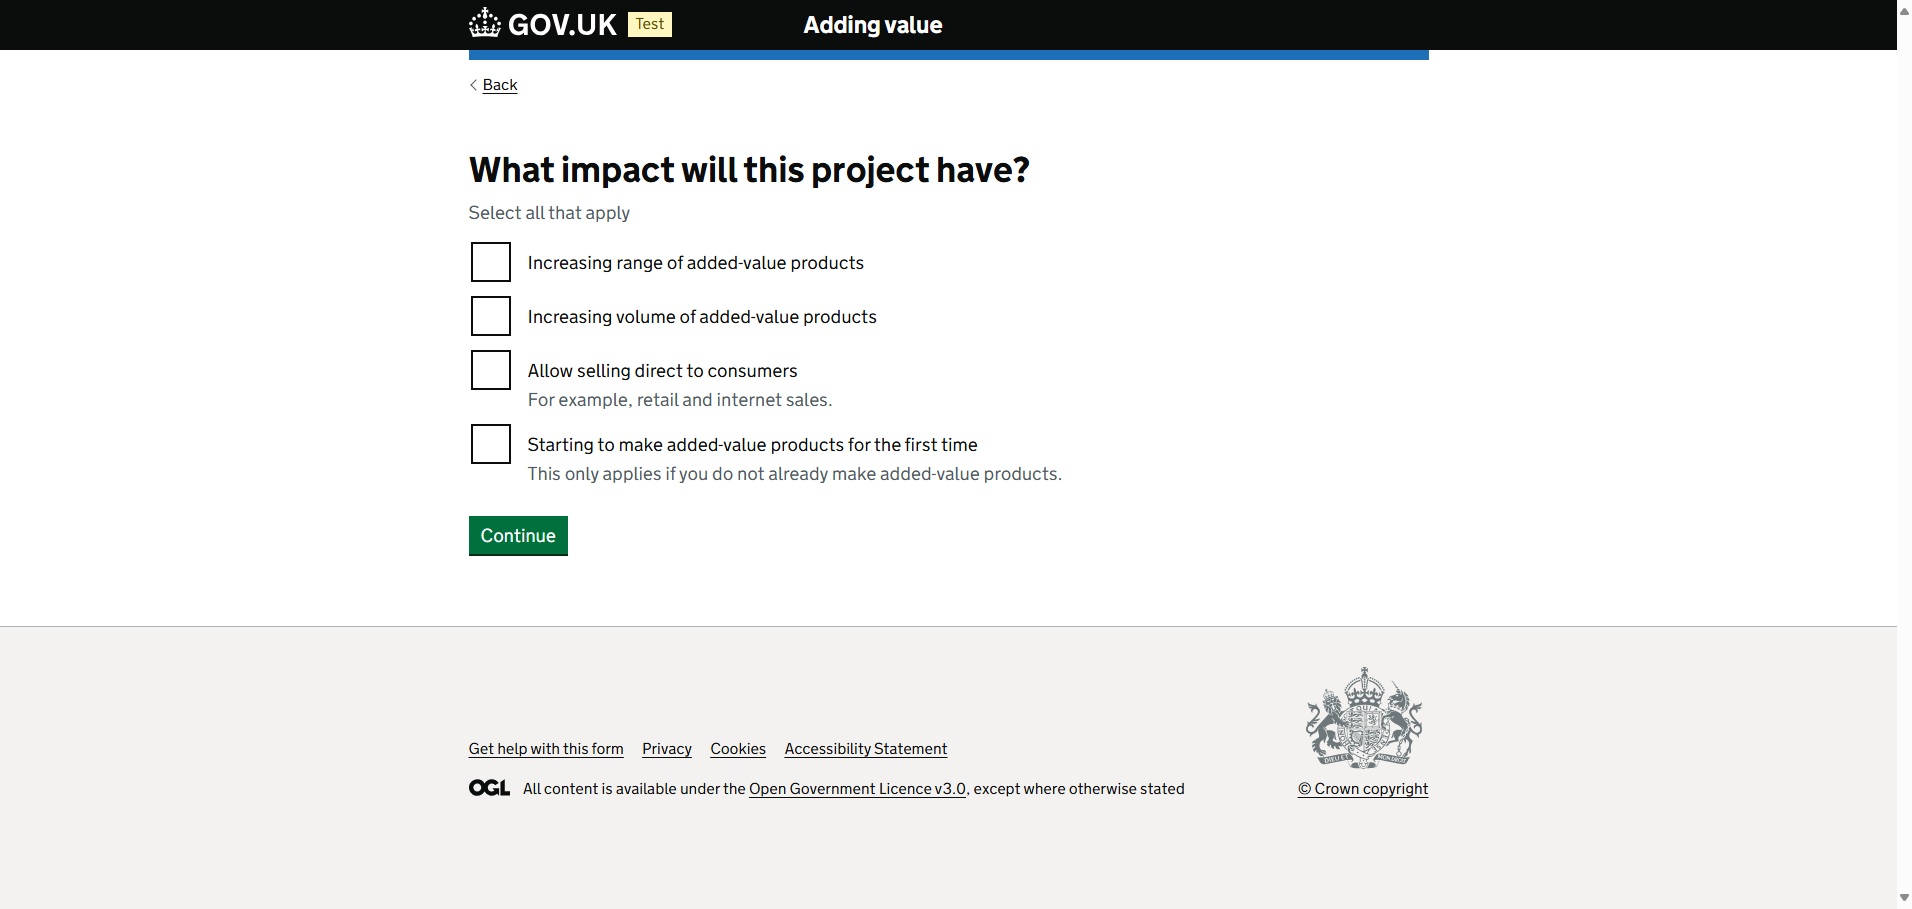 GOV.UK Test Adding value
Back
What impact will this project have?
Select all that apply
Increasing range of added-value products
Increasing volume of added-value products
Allow selling direct to consumers
For example, retail and internet sales.
Starting to make added-value products for the first time
This only applies if you do not already make added-value products.
Continue
Get help with this form Privacy Cookies Accessibility Statement
OGL All content is available under the Open Government Licence v3.0, except where otherwise stated
© Crown copyright